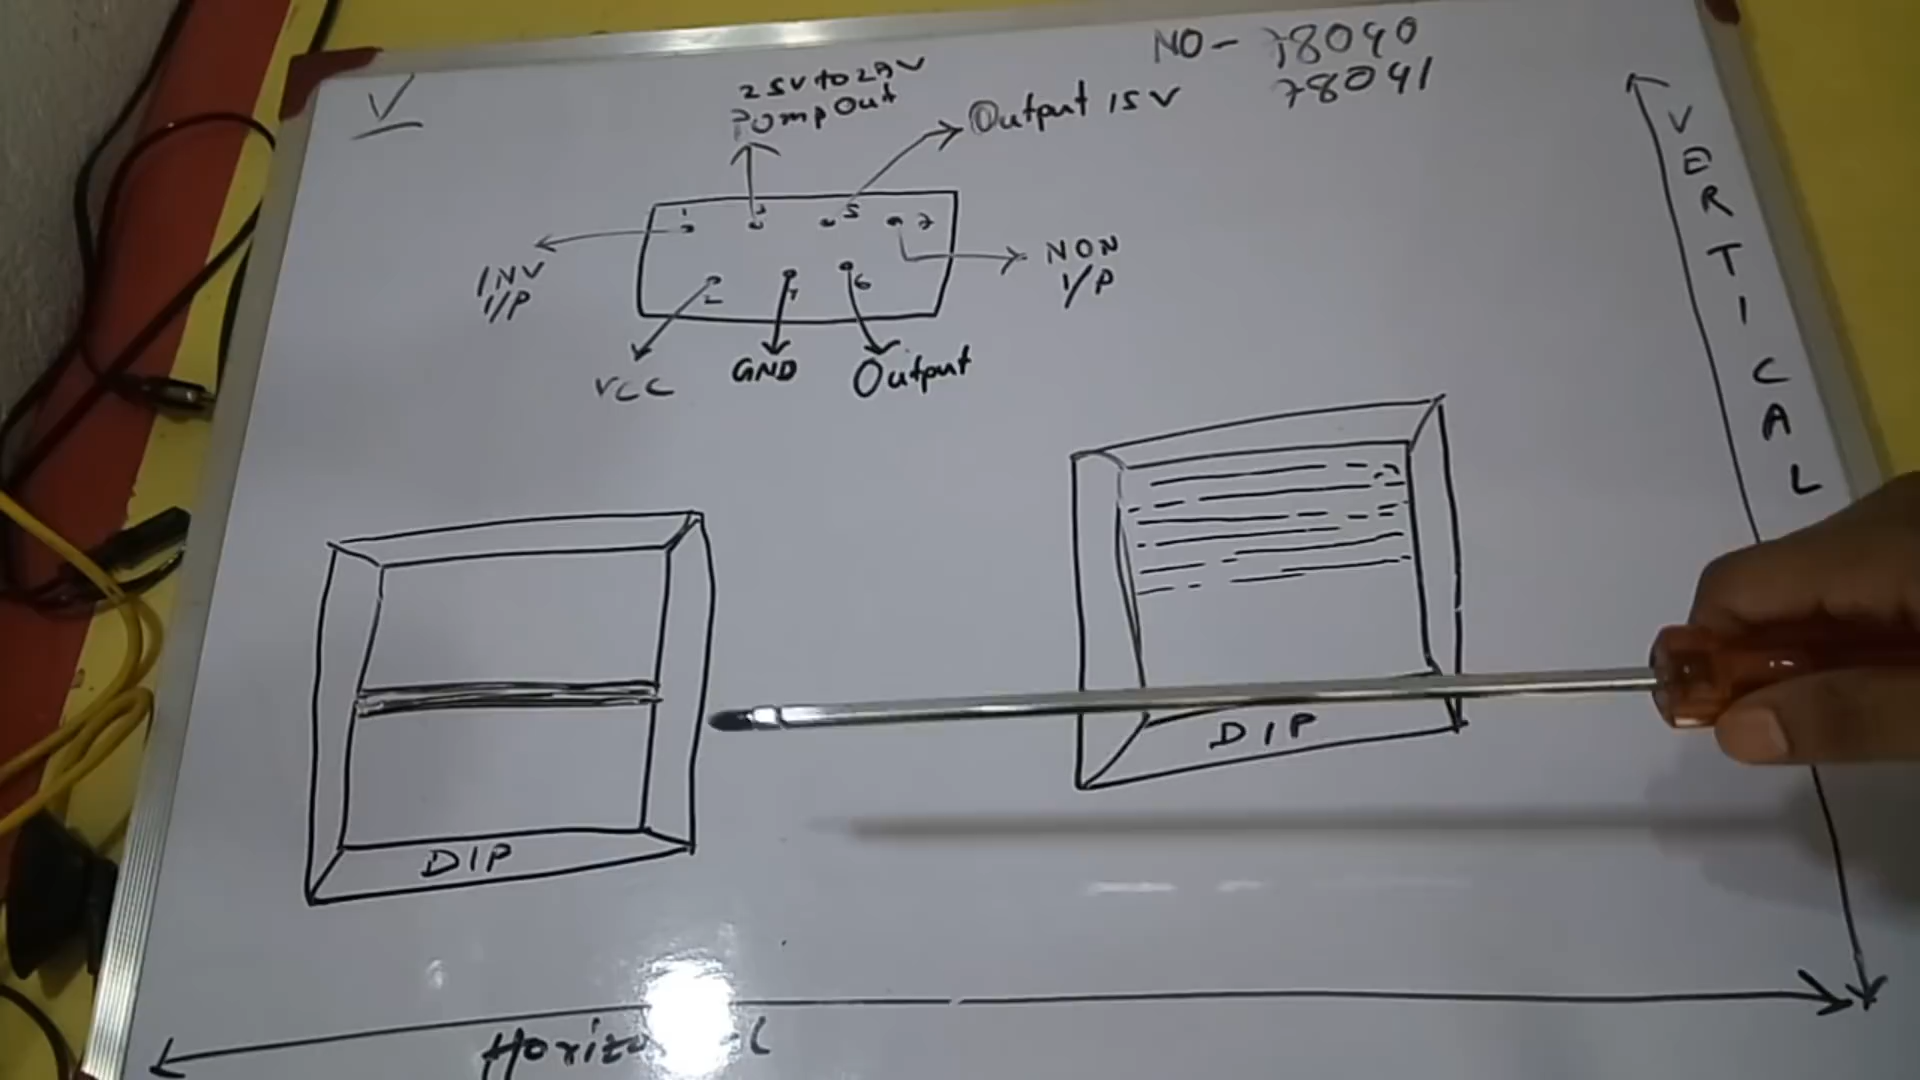 V
NO - 78040
78041
25V to 29V
Pump Out
Output 15 V
1
3
5
7
INV
I/P
NON
I/P
2
4
6
VCC
GND
Output
VERTICAL
DIP
DIP